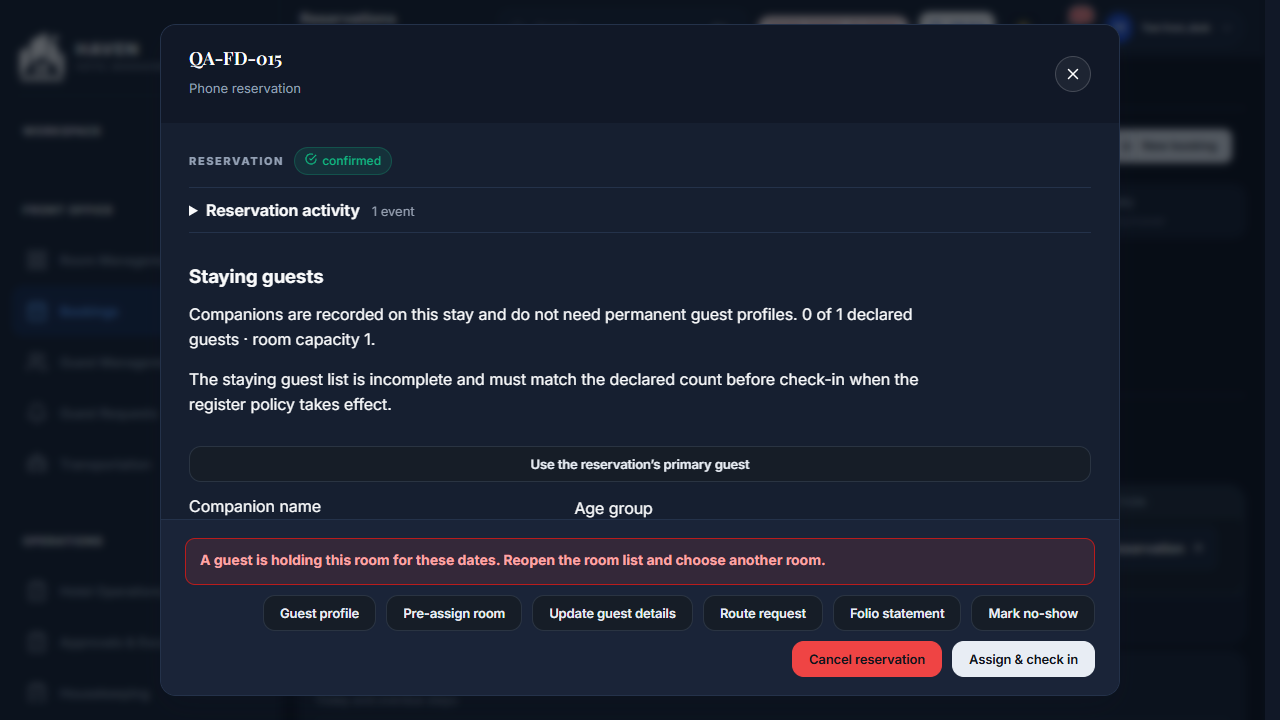 QA-FD-015
Phone reservation
RESERVATION confirmed
Reservation activity 1 event
Staying guests
Companions are recorded on this stay and do not need permanent guest profiles. 0 of 1 declared
guests · room capacity 1.
The staying guest list is incomplete and must match the declared count before check-in when the
register policy takes effect.
Use the reservation’s primary guest
Companion name Age group
A guest is holding this room for these dates. Reopen the room list and choose another room.
Guest profile Pre-assign room Update guest details Route request Folio statement Mark no-show
Cancel reservation Assign & check in